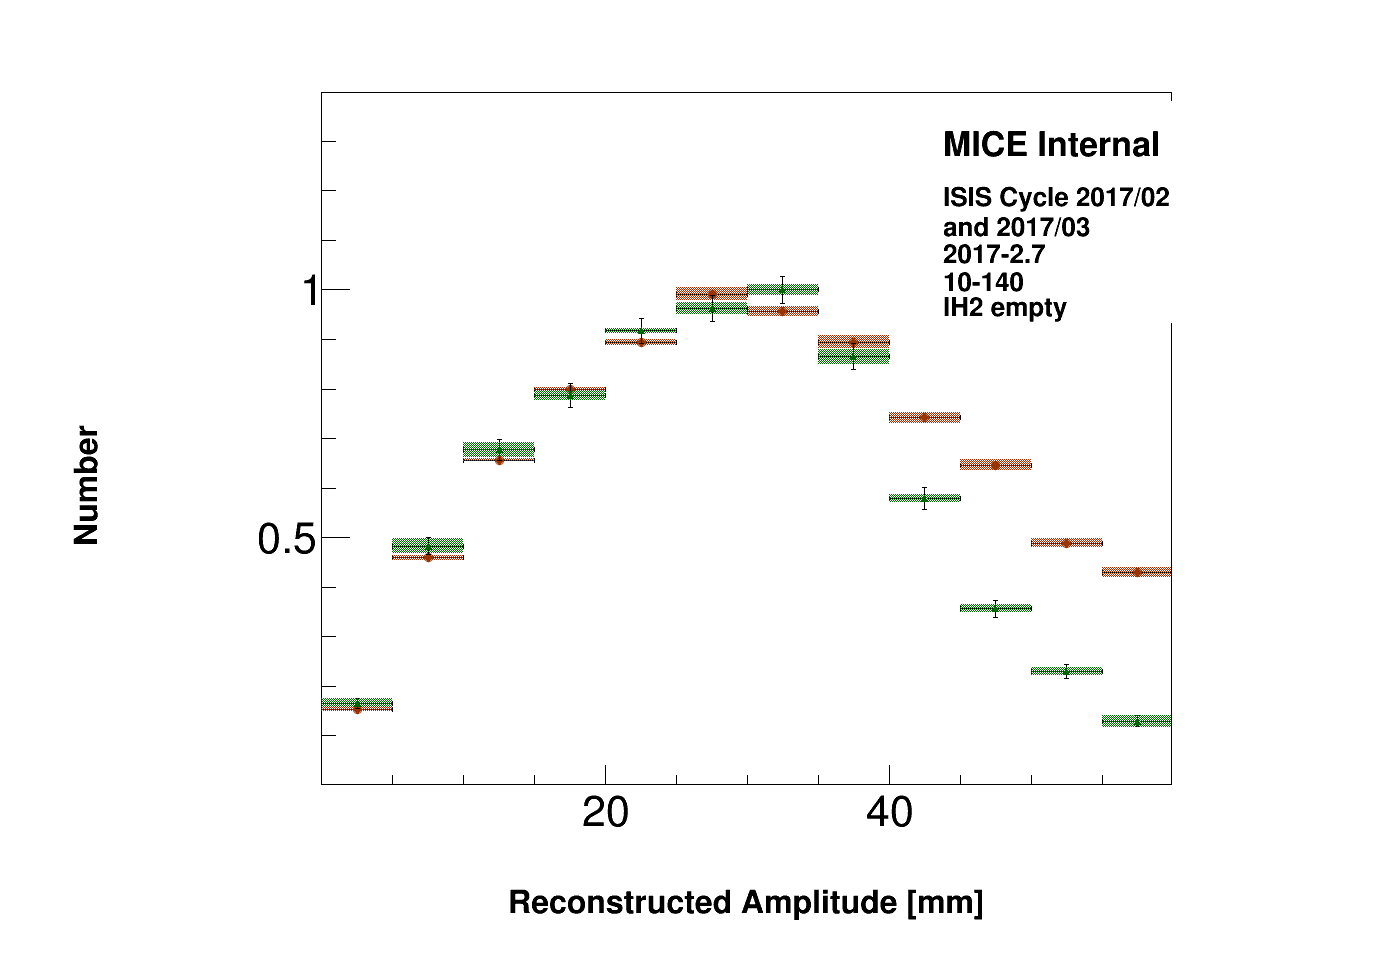 MICE Internal
ISIS Cycle 2017/02
and 2017/03
2017-2.7
10-140
IH2 empty
1
0.5
Number
20 40
Reconstructed Amplitude [mm]